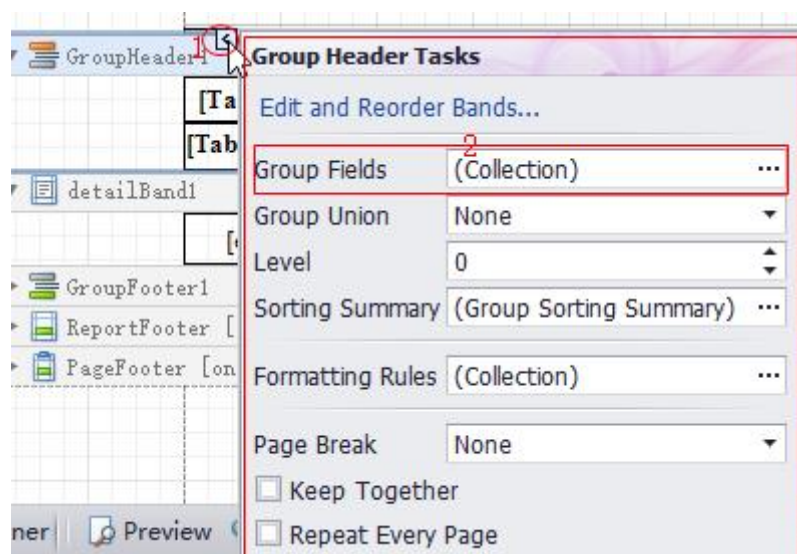 GroupHeader1
1
Group Header Tasks
[Ta
Edit and Reorder Bands...
[Tab
2
Group Fields (Collection) ...
detailBand1
Group Union None
Level 0
GroupFooter1
Sorting Summary (Group Sorting Summary) ...
ReportFooter [
PageFooter [on
Formatting Rules (Collection) ...
Page Break None
Keep Together
ner Preview
Repeat Every Page